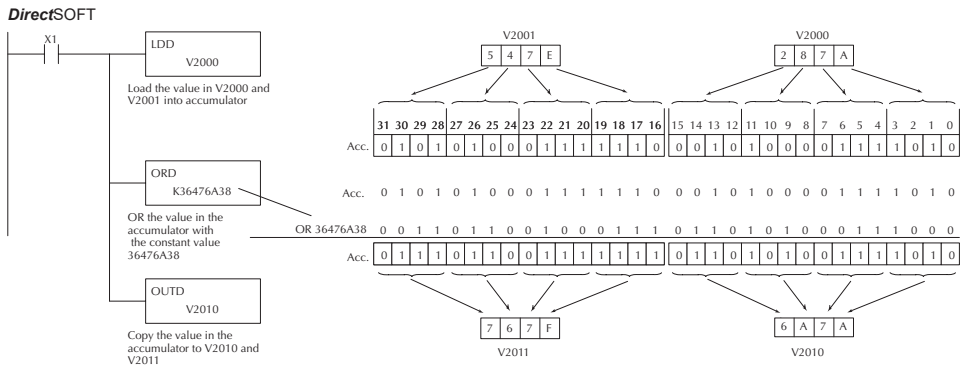 DirectSOFT
X1
LDD
V2000
Load the value in V2000 and
V2001 into accumulator
V2001
5 4 7 E
V2000
2 8 7 A
31 30 29 28 27 26 25 24 23 22 21 20 19 18 17 16 15 14 13 12 11 10 9 8 7 6 5 4 3 2 1 0
Acc. 0 1 0 1 0 1 0 0 0 1 1 1 1 1 1 0 0 0 1 0 1 0 0 0 0 1 1 1 1 0 1 0
ORD
K36476A38
OR the value in the
accumulator with
the constant value
36476A38
Acc. 0 1 0 1 0 1 0 0 0 1 1 1 1 1 1 0 0 0 1 0 1 0 0 0 0 1 1 1 1 0 1 0
OR 36476A38 0 0 1 1 0 1 1 0 0 1 0 0 0 1 1 1 0 1 1 0 1 0 1 0 0 0 1 1 1 0 0 0
Acc. 0 1 1 1 0 1 1 0 0 1 1 1 1 1 1 1 0 1 1 0 1 0 1 0 0 1 1 1 1 0 1 0
OUTD
V2010
Copy the value in the
accumulator to V2010 and
V2011
7 6 7 F
V2011
6 A 7 A
V2010